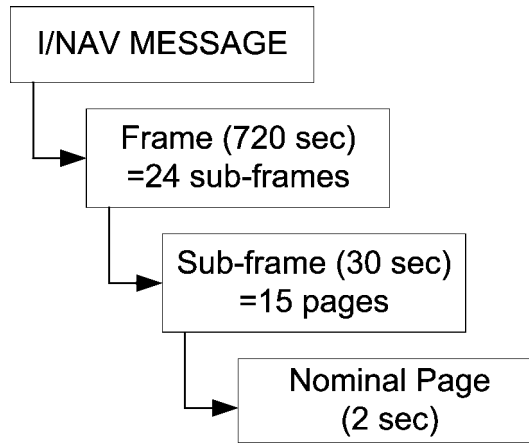 I/NAV MESSAGE
Frame (720 sec)
=24 sub-frames
Sub-frame (30 sec)
=15 pages
Nominal Page
(2 sec)